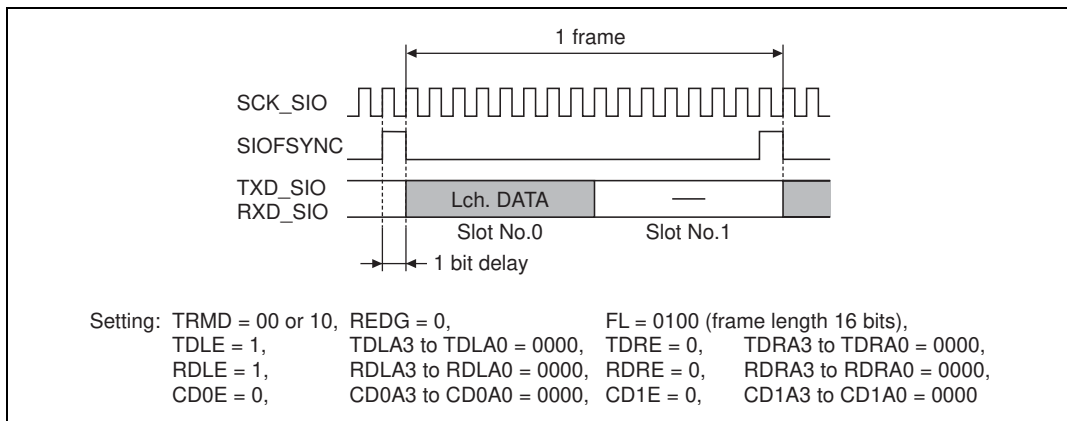 1 frame
SCK_SIO
SIOFSYNC
TXD_SIO
RXD_SIO
Lch. DATA
—
Slot No.0 Slot No.1
1 bit delay
Setting: TRMD = 00 or 10, REDG = 0, FL = 0100 (frame length 16 bits),
TDLE = 1, TDLA3 to TDLA0 = 0000, TDRE = 0, TDRA3 to TDRA0 = 0000,
RDLE = 1, RDLA3 to RDLA0 = 0000, RDRE = 0, RDRA3 to RDRA0 = 0000,
CD0E = 0, CD0A3 to CD0A0 = 0000, CD1E = 0, CD1A3 to CD1A0 = 0000